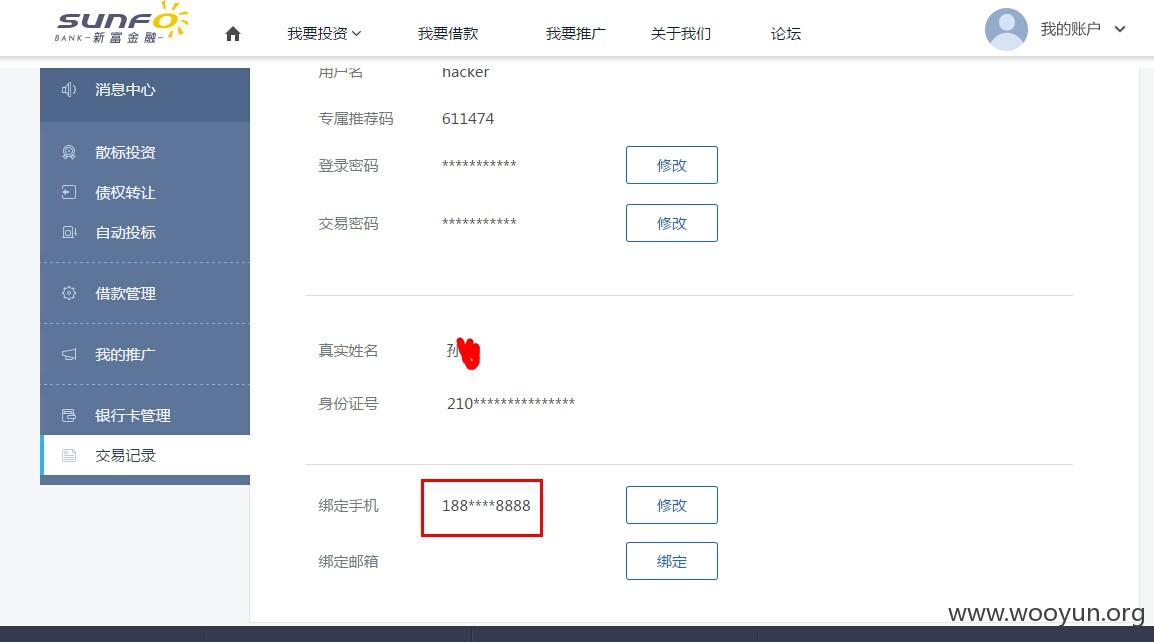 SUNFO
BANK-新富金融-
我要投资
我要借款
我要推广
关于我们
论坛
我的账户
消息中心
散标投资
债权转让
自动投标
借款管理
我的推广
银行卡管理
交易记录
用户名 hacker
专属推荐码 611474
登录密码 *********** 修改
交易密码 *********** 修改
真实姓名 孙
身份证号 210***************
绑定手机 188****8888 修改
绑定邮箱 绑定
www.wooyun.org